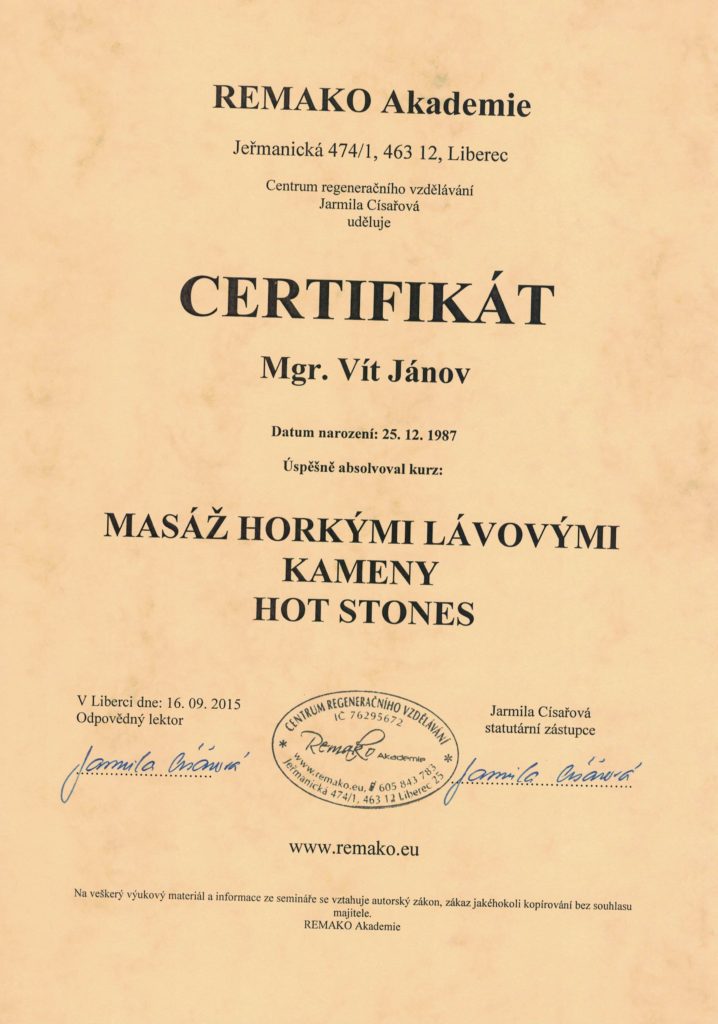 REMAKO Akademie
Jeřmanická 474/1, 463 12, Liberec
Centrum regeneračního vzdělávání
Jarmila Císařová
uděluje
CERTIFIKÁT
Mgr. Vít Jánov
Datum narození: 25. 12. 1987
Úspěšně absolvoval kurz:
MASÁŽ HORKÝMI LÁVOVÝMI
KAMENY
HOT STONES
V Liberci dne: 16. 09. 2015
Odpovědný lektor
Jarmila Císařová
CENTRUM REGENERAČNÍHO VZDĚLÁVÁNÍ
IČ 76295672
Remako Akademie
www.remako.eu, 605 843 783
Jeřmanická 474/1, 463 12 Liberec 25
Jarmila Císařová
statutární zástupce
Jarmila Císařová
www.remako.eu
Na veškerý výukový materiál a informace ze semináře se vztahuje autorský zákon, zákaz jakéhokoli kopírování bez souhlasu
majitele.
REMAKO Akademie